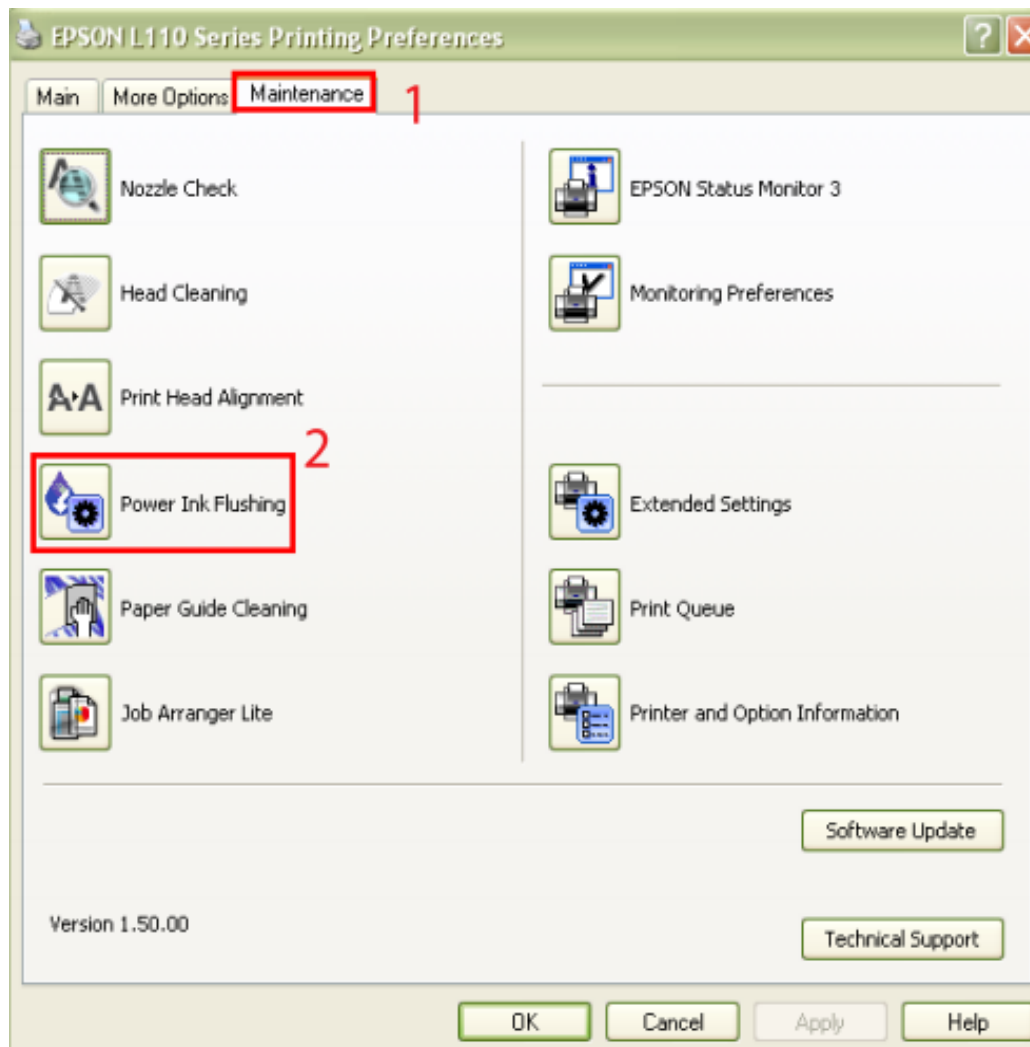 EPSON L110 Series Printing Preferences
Main More Options Maintenance 1
Nozzle Check
Head Cleaning
Print Head Alignment
2
Power Ink Flushing
Paper Guide Cleaning
Job Arranger Lite
EPSON Status Monitor 3
Monitoring Preferences
Extended Settings
Print Queue
Printer and Option Information
Software Update
Version 1.50.00
Technical Support
OK Cancel Apply Help